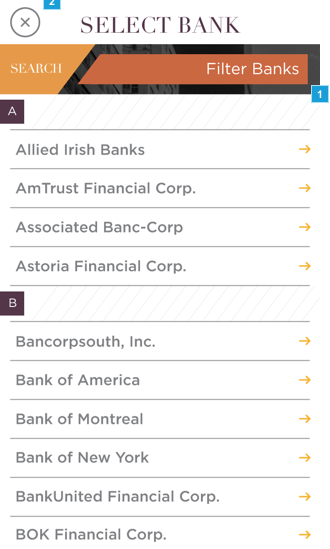 2
SELECT BANK
SEARCH
Filter Banks
1
A
Allied Irish Banks
AmTrust Financial Corp.
Associated Banc-Corp
Astoria Financial Corp.
B
Bancorpsouth, Inc.
Bank of America
Bank of Montreal
Bank of New York
BankUnited Financial Corp.
BOK Financial Corp.